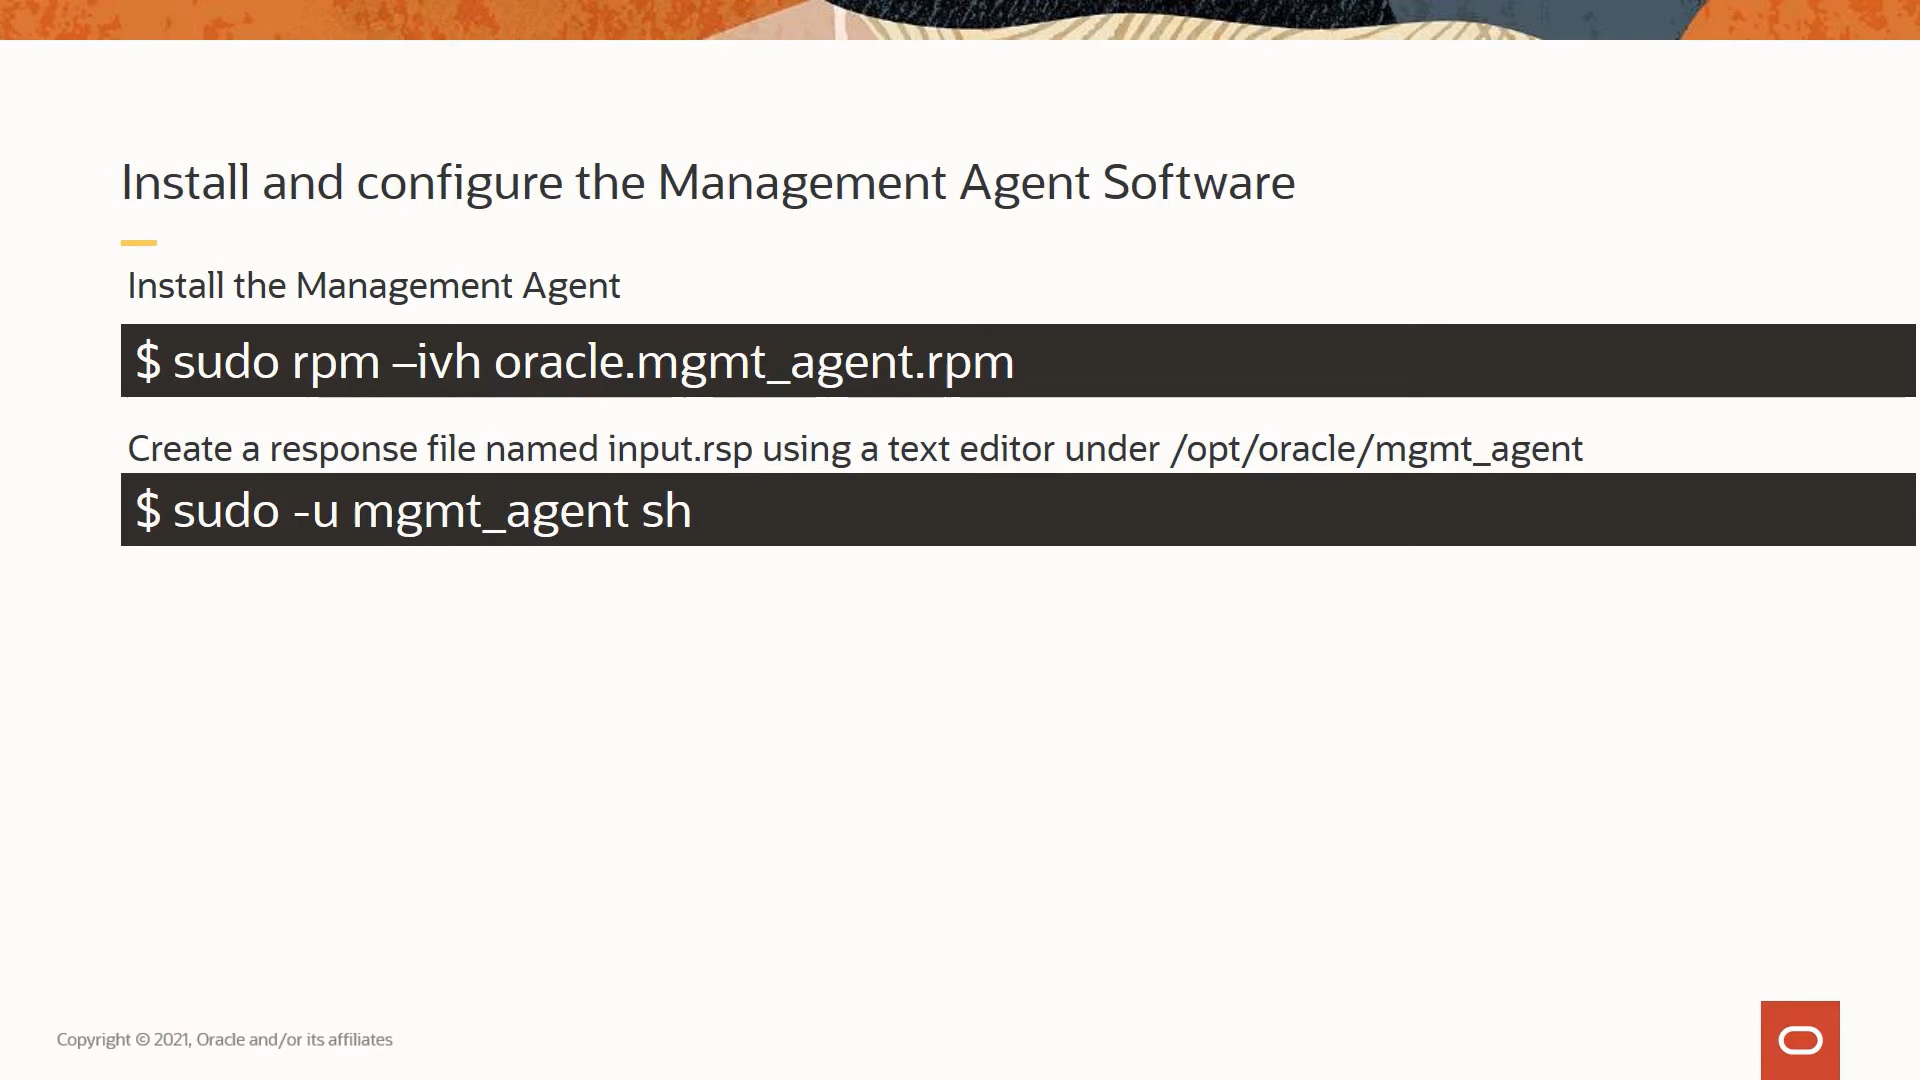 Install and configure the Management Agent Software
Install the Management Agent
$ sudo rpm –ivh oracle.mgmt_agent.rpm
Create a response file named input.rsp using a text editor under /opt/oracle/mgmt_agent
$ sudo -u mgmt_agent sh
Copyright © 2021, Oracle and/or its affiliates